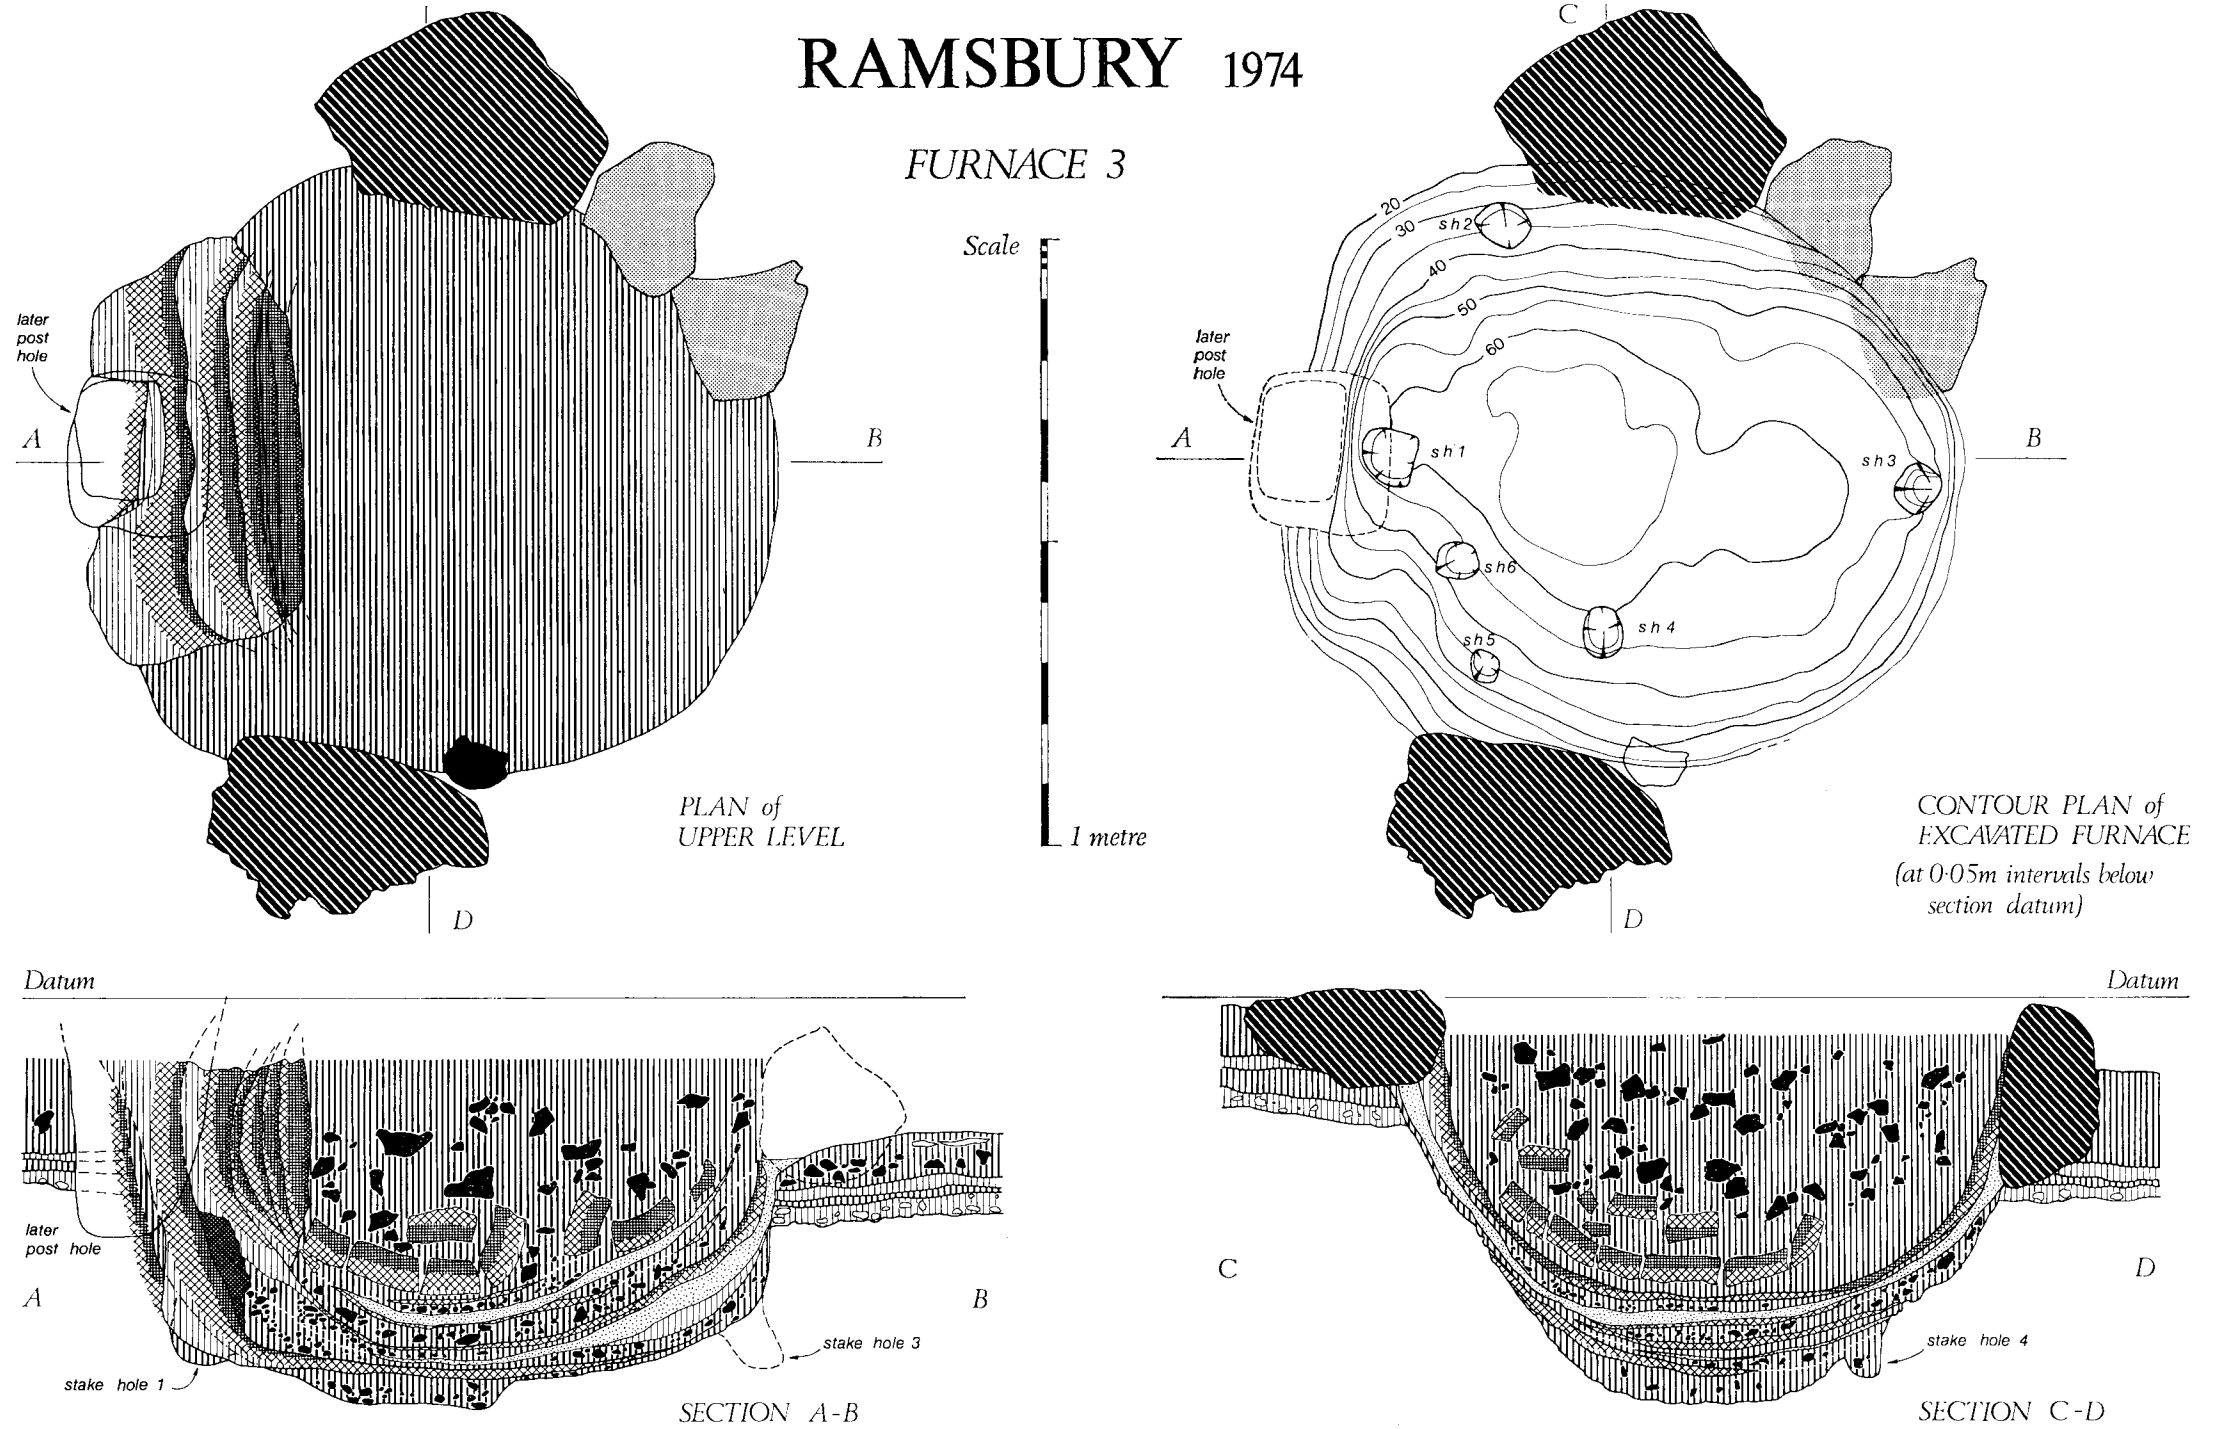 RAMSBURY 1974
FURNACE 3
Scale
1 metre
later
post
hole
A
B
PLAN of
UPPER LEVEL
D
C
20
30
40
50
60
sh2
later
post
hole
A
sh1
sh3
B
sh6
sh5
sh4
CONTOUR PLAN of
EXCAVATED FURNACE
(at 0·05m intervals below
section datum)
D
Datum
later
post hole
A
B
stake hole 1
stake hole 3
SECTION A-B
Datum
C
D
stake hole 4
SECTION C-D